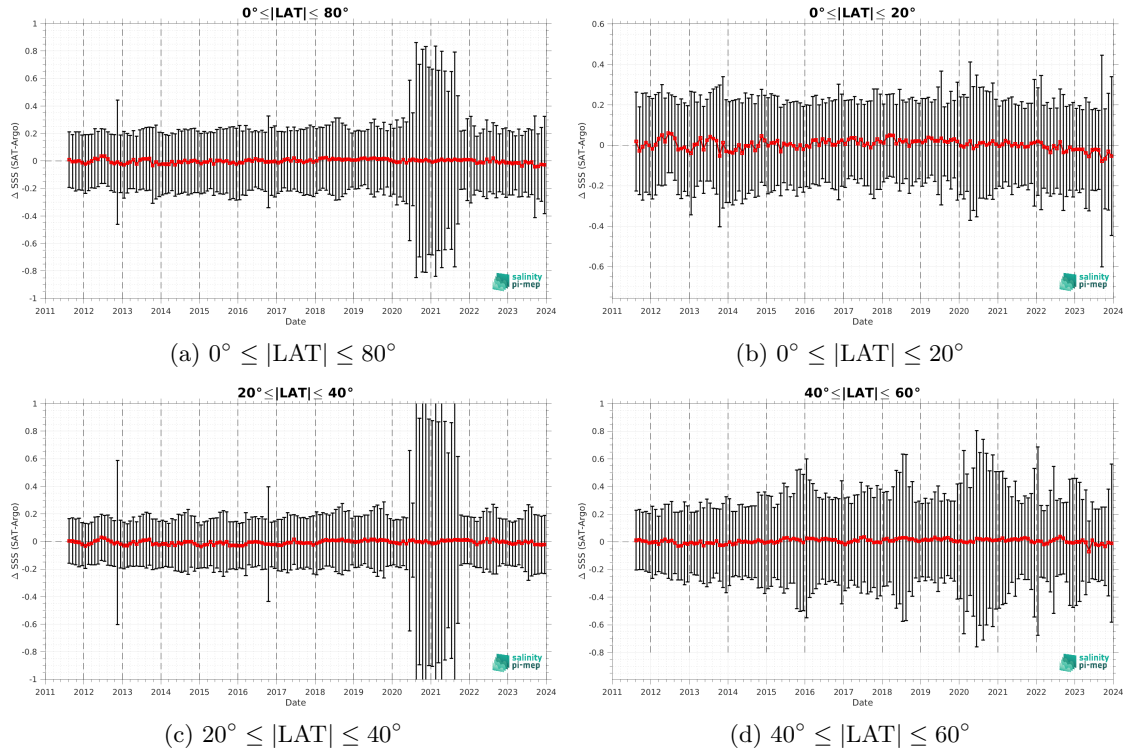 0°≤|LAT|≤ 80°
1
0.8
0.6
0.4
0.2
0
-0.2
-0.4
-0.6
-0.8
-1
Δ SSS (SAT-Argo)
2011 2012 2013 2014 2015 2016 2017 2018 2019 2020 2021 2022 2023 2024
Date
salinity
pi-mep
(a) 0° ≤ |LAT| ≤ 80°
0°≤|LAT|≤ 20°
0.6
0.4
0.2
0
-0.2
-0.4
-0.6
Δ SSS (SAT-Argo)
2011 2012 2013 2014 2015 2016 2017 2018 2019 2020 2021 2022 2023 2024
Date
salinity
pi-mep
(b) 0° ≤ |LAT| ≤ 20°
20°≤|LAT|≤ 40°
1
0.8
0.6
0.4
0.2
0
-0.2
-0.4
-0.6
-0.8
-1
Δ SSS (SAT-Argo)
2011 2012 2013 2014 2015 2016 2017 2018 2019 2020 2021 2022 2023 2024
Date
salinity
pi-mep
(c) 20° ≤ |LAT| ≤ 40°
40°≤|LAT|≤ 60°
1
0.8
0.6
0.4
0.2
0
-0.2
-0.4
-0.6
-0.8
Δ SSS (SAT-Argo)
2011 2012 2013 2014 2015 2016 2017 2018 2019 2020 2021 2022 2023 2024
Date
salinity
pi-mep
(d) 40° ≤ |LAT| ≤ 60°